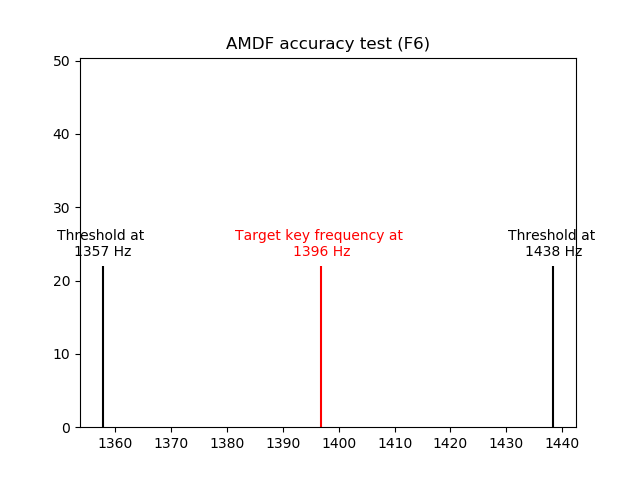 AMDF accuracy test (F6)
50
40
30
Threshold at
1357 Hz
Target key frequency at
1396 Hz
Threshold at
1438 Hz
20
10
0
1360 1370 1380 1390 1400 1410 1420 1430 1440